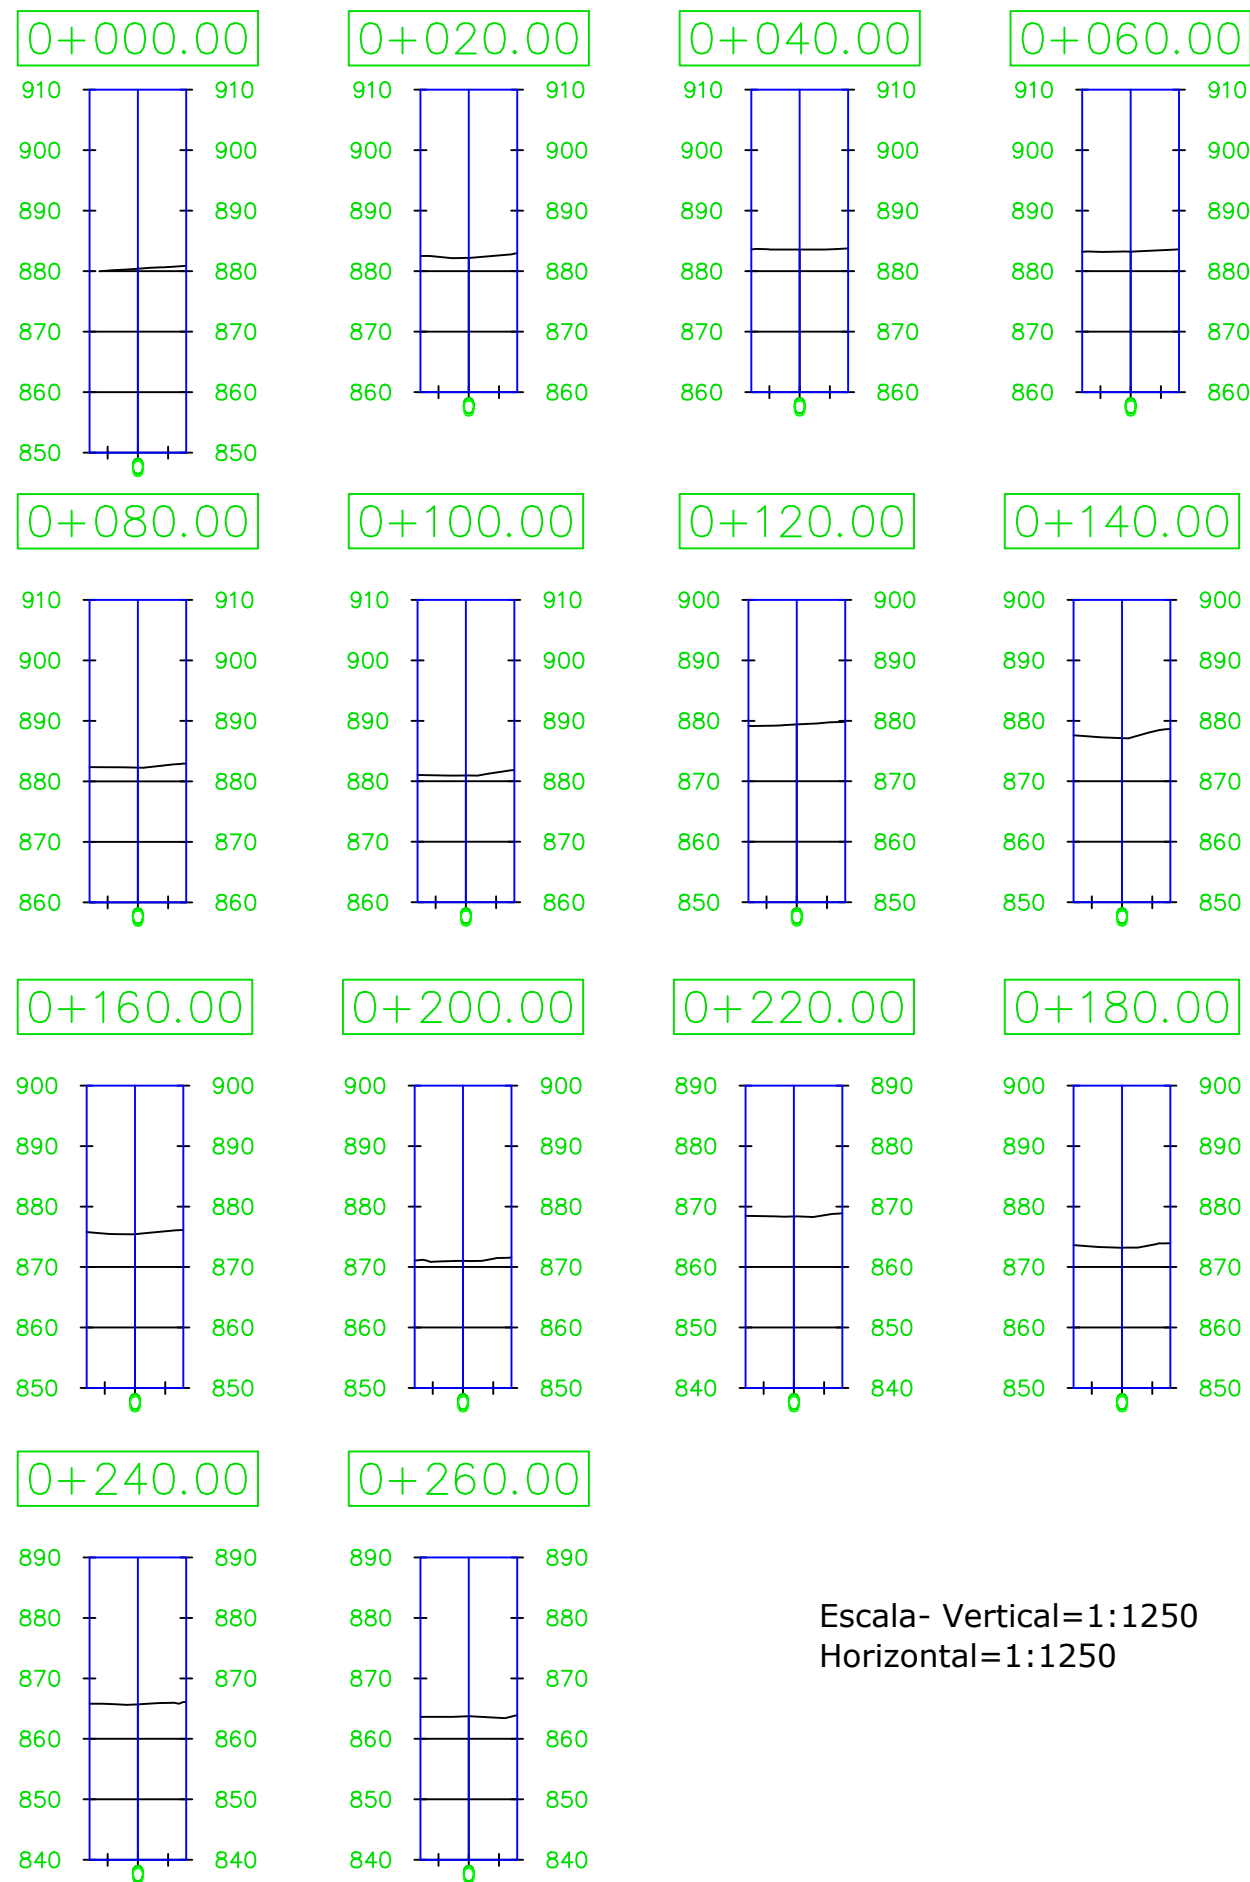 0+000.00 0+020.00 0+040.00 0+060.00
910 910 910 910 910 910 910 910
900 900 900 900 900 900 900 900
890 890 890 890 890 890 890 890
880 880 880 880 880 880 880 880
870 870 870 870 870 870 870 870
860 860 860 860 860 860 860 860
0 0 0
850 850
0
0+080.00 0+100.00 0+120.00 0+140.00
910 910 910 910 900 900 900 900
900 900 900 900 890 890 890 890
890 890 890 890 880 880 880 880
880 880 880 880 870 870 870 870
870 870 870 870 860 860 860 860
860 860 860 860 850 850 850 850
0 0 0 0
0+160.00 0+200.00 0+220.00 0+180.00
900 900 900 900 890 890 900 900
890 890 890 890 880 880 890 890
880 880 880 880 870 870 880 880
870 870 870 870 860 860 870 870
860 860 860 860 850 850 860 860
850 850 850 850 840 840 850 850
0 0 0 0
0+240.00 0+260.00
890 890 890 890
880 880 880 880
870 870 870 870
860 860 860 860
850 850 850 850
840 840 840 840
0 0
Escala- Vertical=1:1250
Horizontal=1:1250